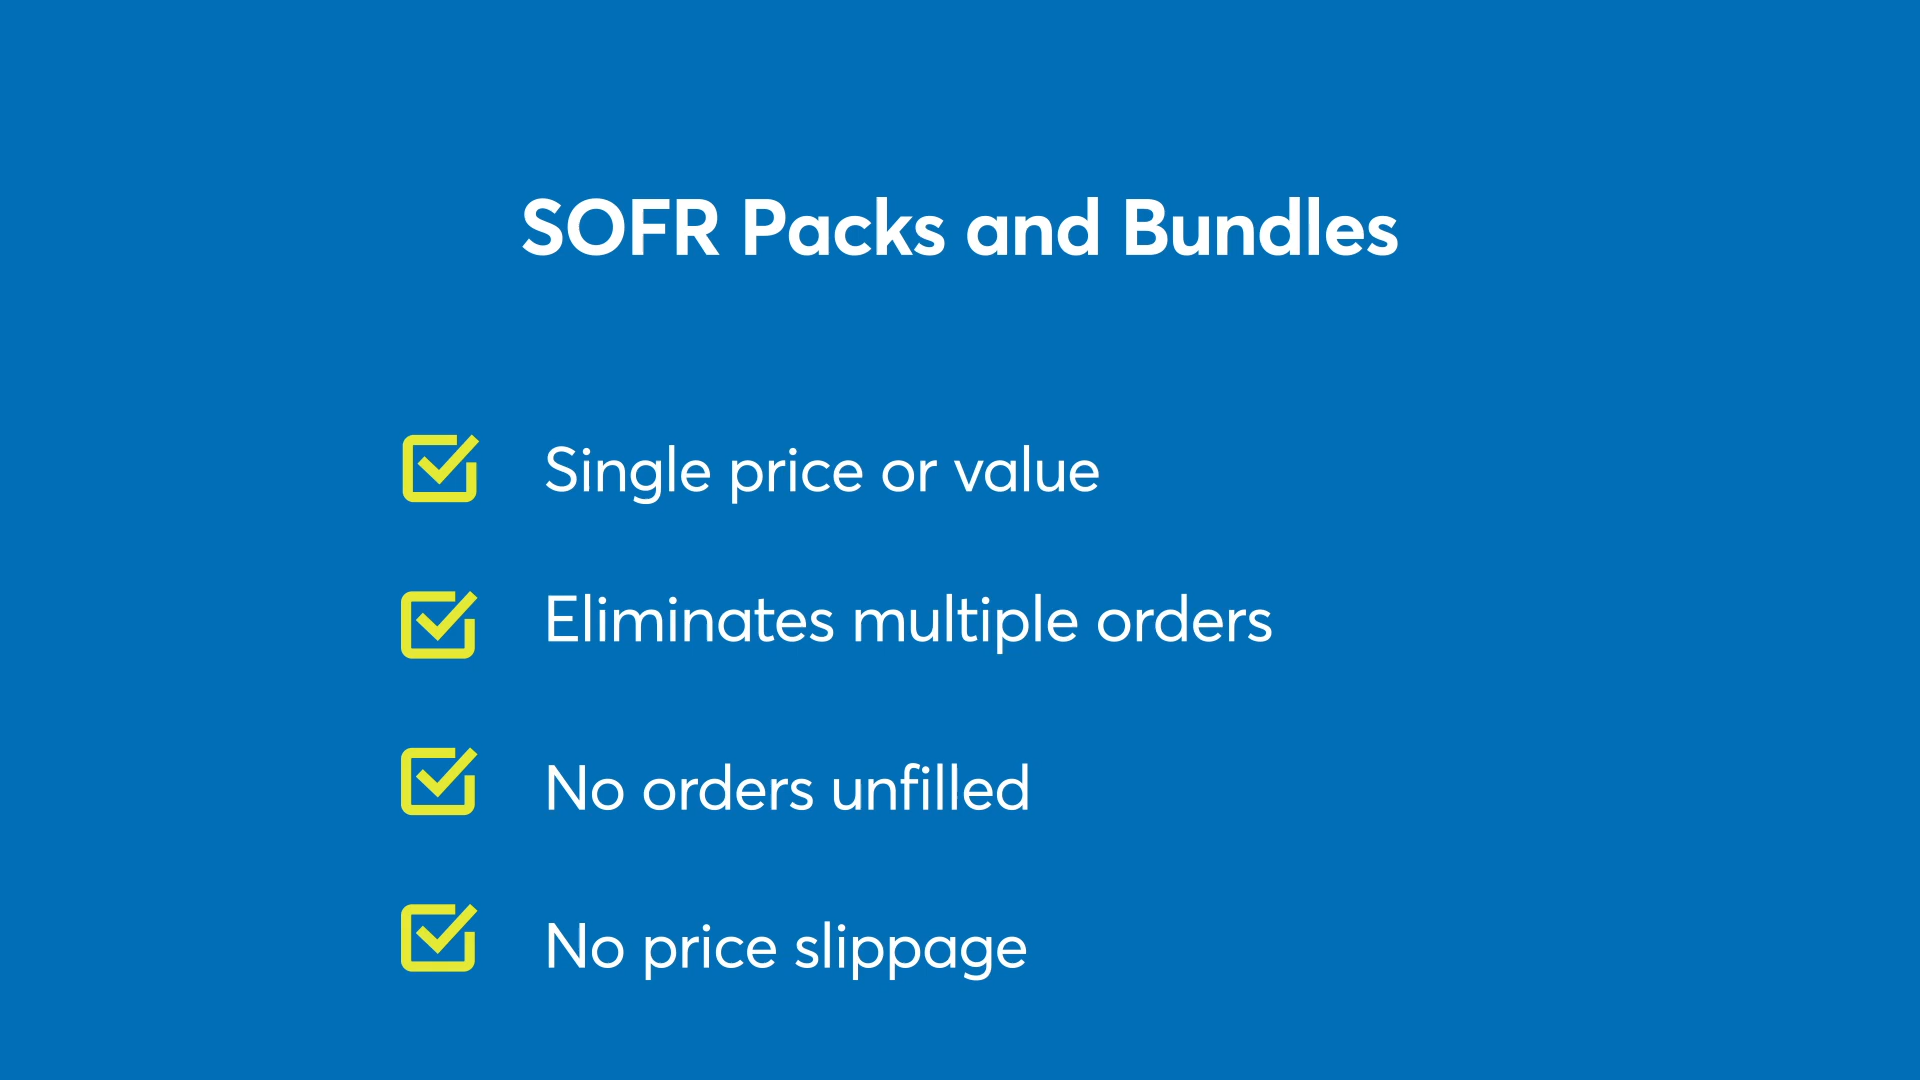 SOFR Packs and Bundles
Single price or value
Eliminates multiple orders
No orders unfilled
No price slippage